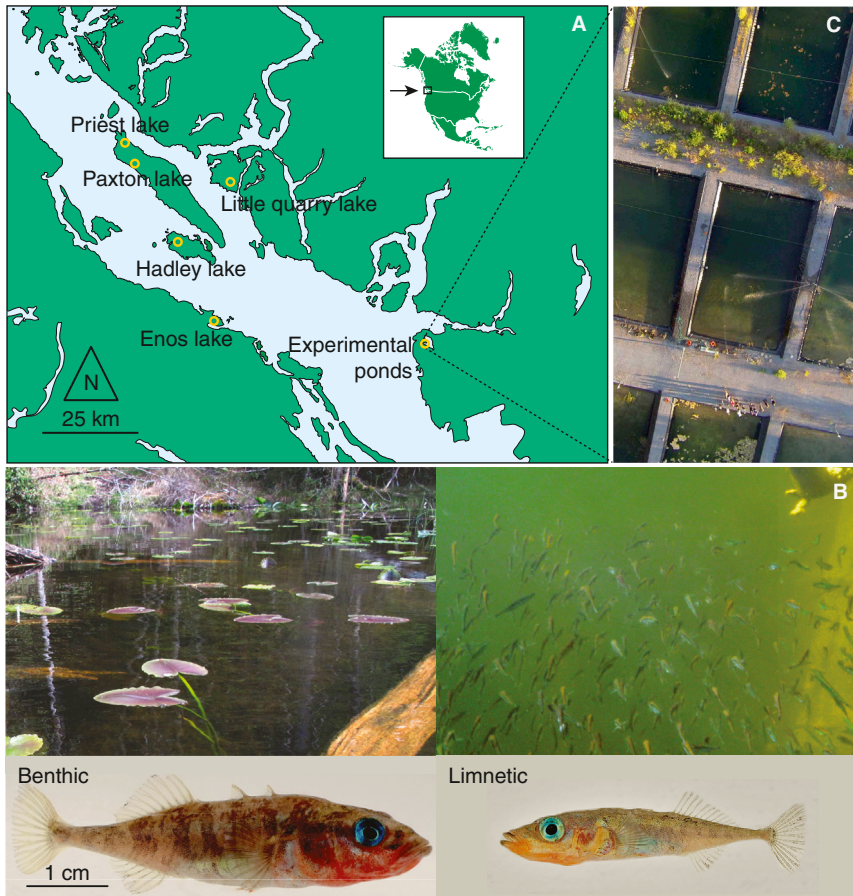 A
C
Priest lake
Paxton lake
Little quarry lake
Hadley lake
Enos lake
Experimental
ponds
N
25 km
B
Benthic
Limnetic
1 cm